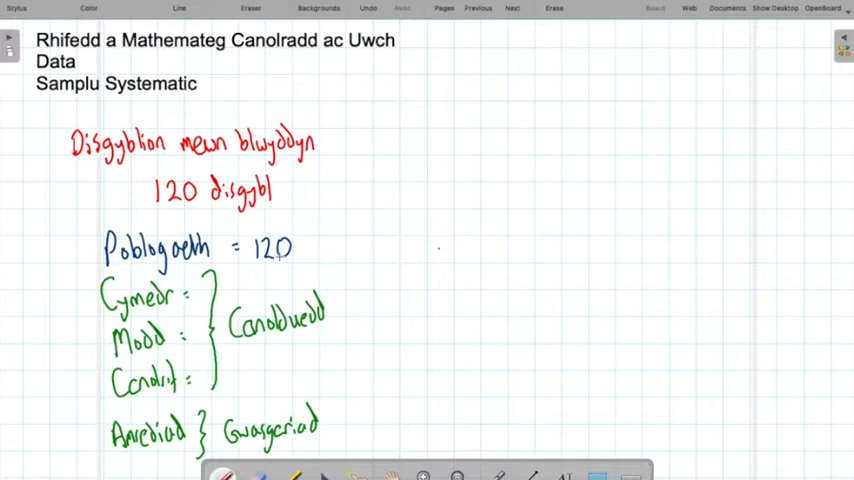 Stylus Color Line Eraser Backgrounds Undo Redo Pages Previous Next Erase Board Web Documents Show Desktop OpenBoard
Rhifedd a Mathemateg Canolradd ac Uwch
Data
Samplu Systematic
Disgyblion mewn blwyddyn
120 disgybl
Poblogaeth = 120
Cymedr =
Modd =
Canolduedd
Canolrif =
Amrediad
Gwasgariad